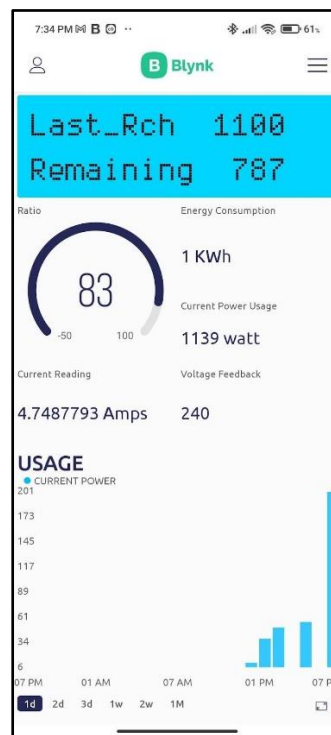 7:34 PM B ·· 61%
B Blynk
Last_Rch 1100
Remaining 787
Ratio
Energy Consumption
83
-50 100
1 KWh
Current Power Usage
1139 watt
Current Reading
Voltage Feedback
4.7487793 Amps
240
USAGE
CURRENT POWER
201
173
145
117
89
61
34
6
07 PM 01 AM 07 AM 01 PM 07 P
1d 2d 3d 1w 2w 1M